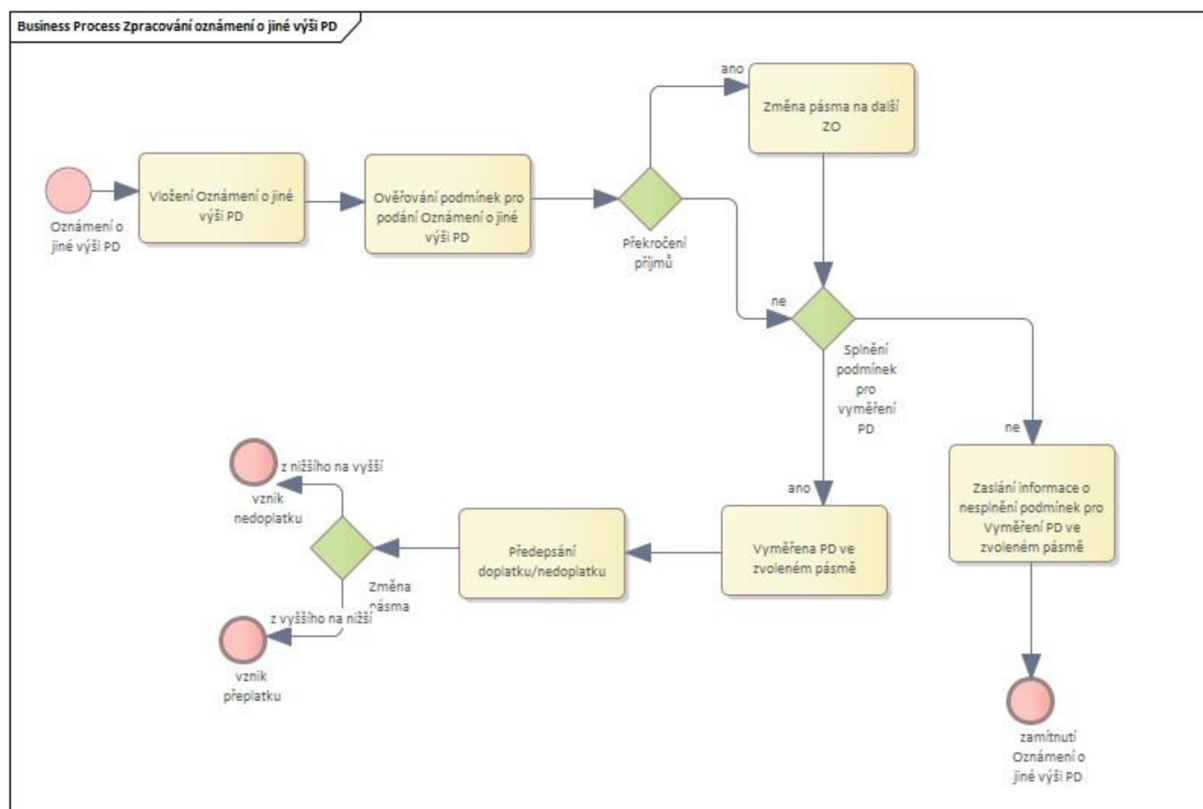 Business Process Zpracování oznámení o jiné výši PD
ano
Změna pásma na další
ZO
Vložení Oznámení o jiné
výši PD
Ověřování podmínek pro
podání Oznámení o jiné
výši PD
Oznámení o
jiné výši PD
Překročení
příjmů
ne
Splnění
podmínek
pro
vyměření
PD
ne
z nižšího na vyšší
vznik
nedoplatku
ano
Zaslání informace o
nesplnění podmínek pro
Vyměření PD ve
zvoleném pásmě
Předepsání
doplatku/nedoplatku
Vyměřena PD ve
zvoleném pásmě
Změna
pásma
z vyššího na nižší
vznik
přeplatku
zamítnutí
Oznámení o
jiné výši PD